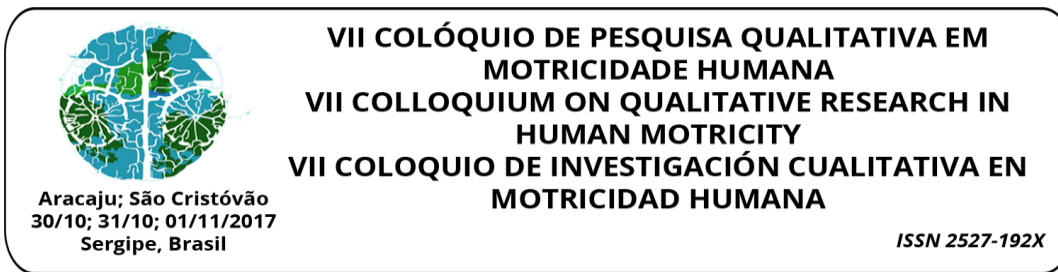 VII COLÓQUIO DE PESQUISA QUALITATIVA EM
MOTRICIDADE HUMANA
VII COLLOQUIUM ON QUALITATIVE RESEARCH IN
HUMAN MOTRICITY
VII COLOQUIO DE INVESTIGACIÓN CUALITATIVA EN
MOTRICIDAD HUMANA
Aracaju; São Cristóvão
30/10; 31/10; 01/11/2017
Sergipe, Brasil
ISSN 2527-192X